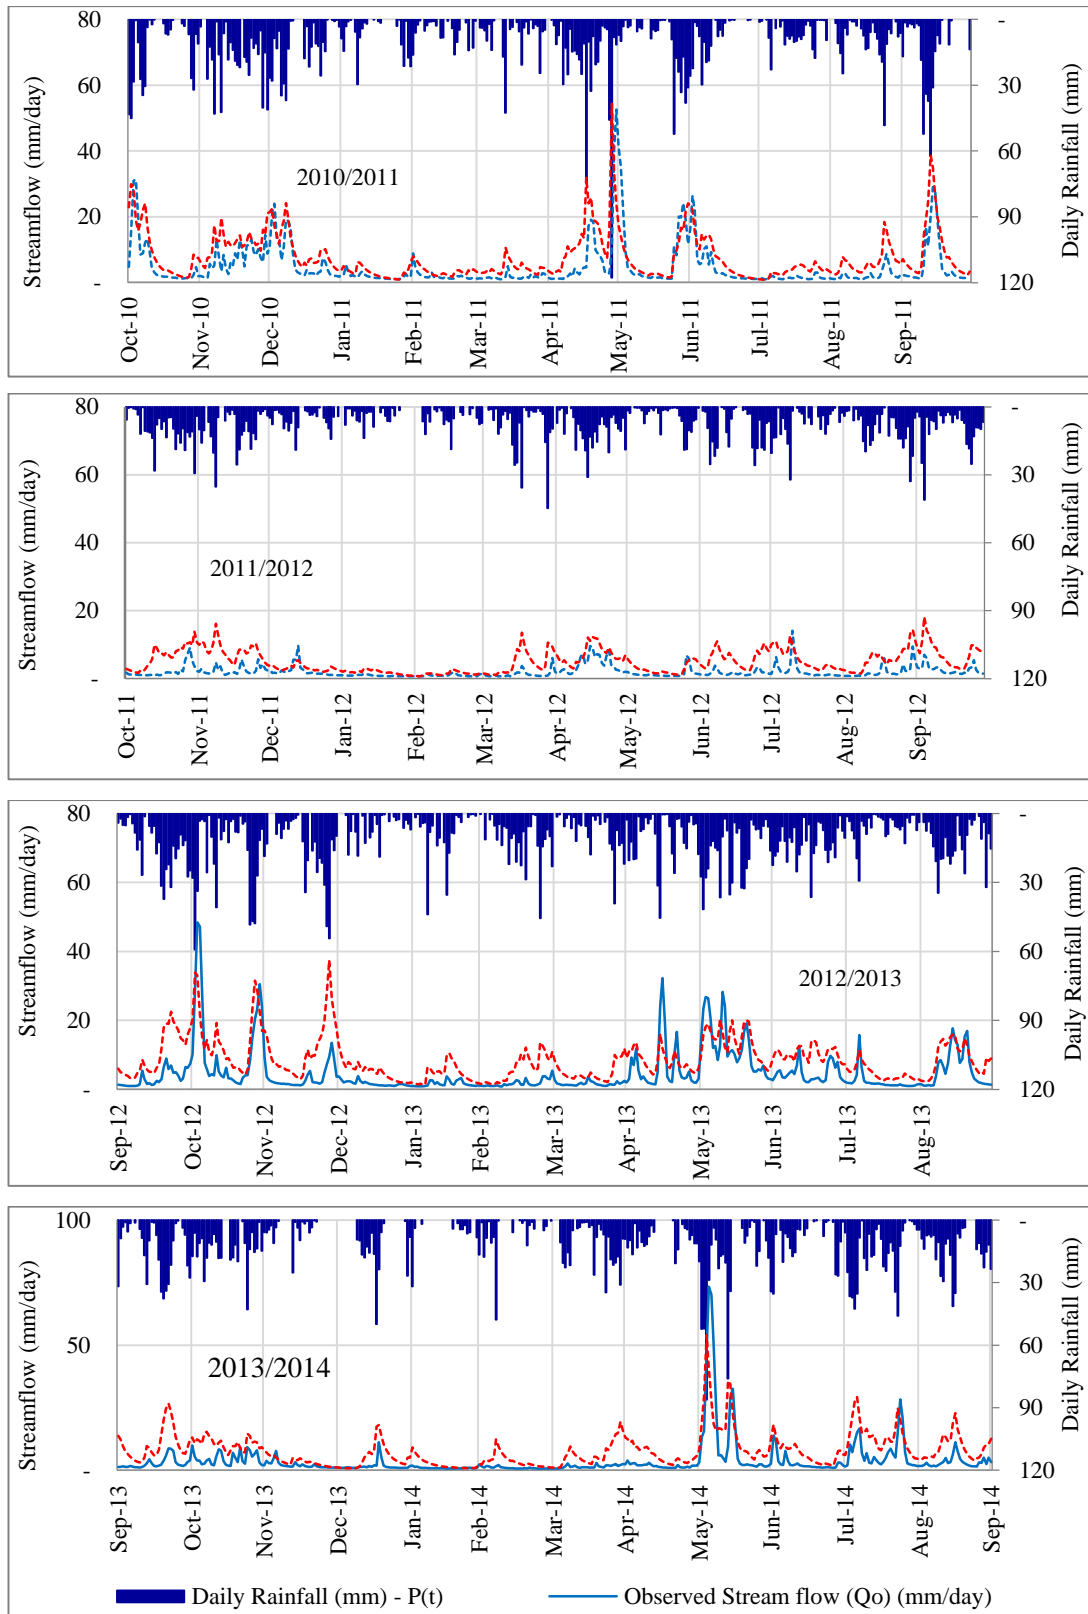 80
60
40
20
-
Streamflow (mm/day)
-
30
60
90
120
Daily Rainfall (mm)
2010/2011
Oct-10
Nov-10
Dec-10
Jan-11
Feb-11
Mar-11
Apr-11
May-11
Jun-11
Jul-11
Aug-11
Sep-11
80
60
40
20
-
Streamflow (mm/day)
-
30
60
90
120
Daily Rainfall (mm)
2011/2012
Oct-11
Nov-11
Dec-11
Jan-12
Feb-12
Mar-12
Apr-12
May-12
Jun-12
Jul-12
Aug-12
Sep-12
80
60
40
20
-
Streamflow (mm/day)
-
30
60
90
120
Daily Rainfall (mm)
2012/2013
Sep-12
Oct-12
Nov-12
Dec-12
Jan-13
Feb-13
Mar-13
Apr-13
May-13
Jun-13
Jul-13
Aug-13
100
50
-
Streamflow (mm/day)
-
30
60
90
120
Daily Rainfall (mm)
2013/2014
Sep-13
Oct-13
Nov-13
Dec-13
Jan-14
Feb-14
Mar-14
Apr-14
May-14
Jun-14
Jul-14
Aug-14
Sep-14
Daily Rainfall (mm) - P(t)
Observed Stream flow (Qo) (mm/day)